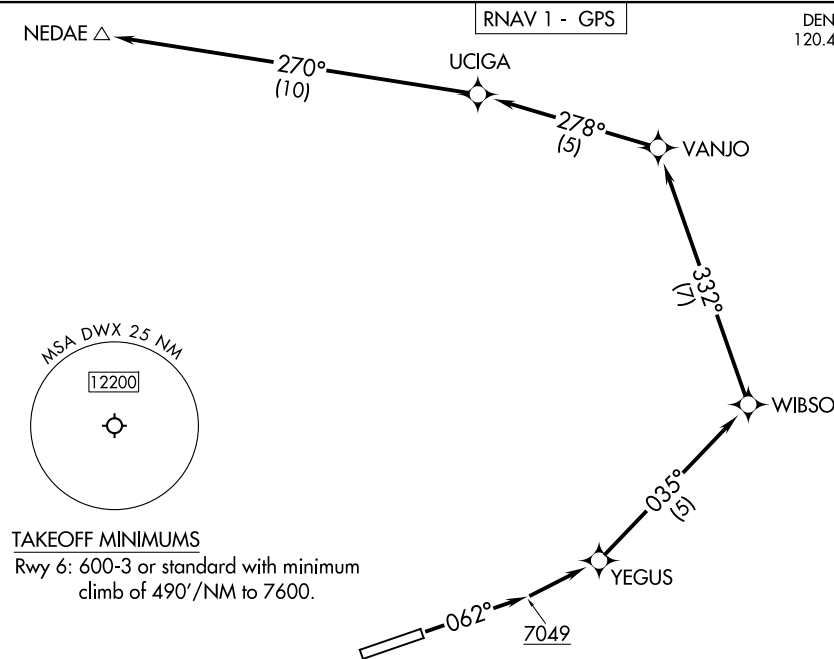 RNAV 1 - GPS
DEN
120.4
NEDAE
270°
(10)
UCIGA
278°
(5)
VANJO
332°
(7)
MSA DWX 25 NM
12200
WIBSO
035°
(5)
TAKEOFF MINIMUMS
Rwy 6: 600-3 or standard with minimum
climb of 490'/NM to 7600.
YEGUS
062°
7049